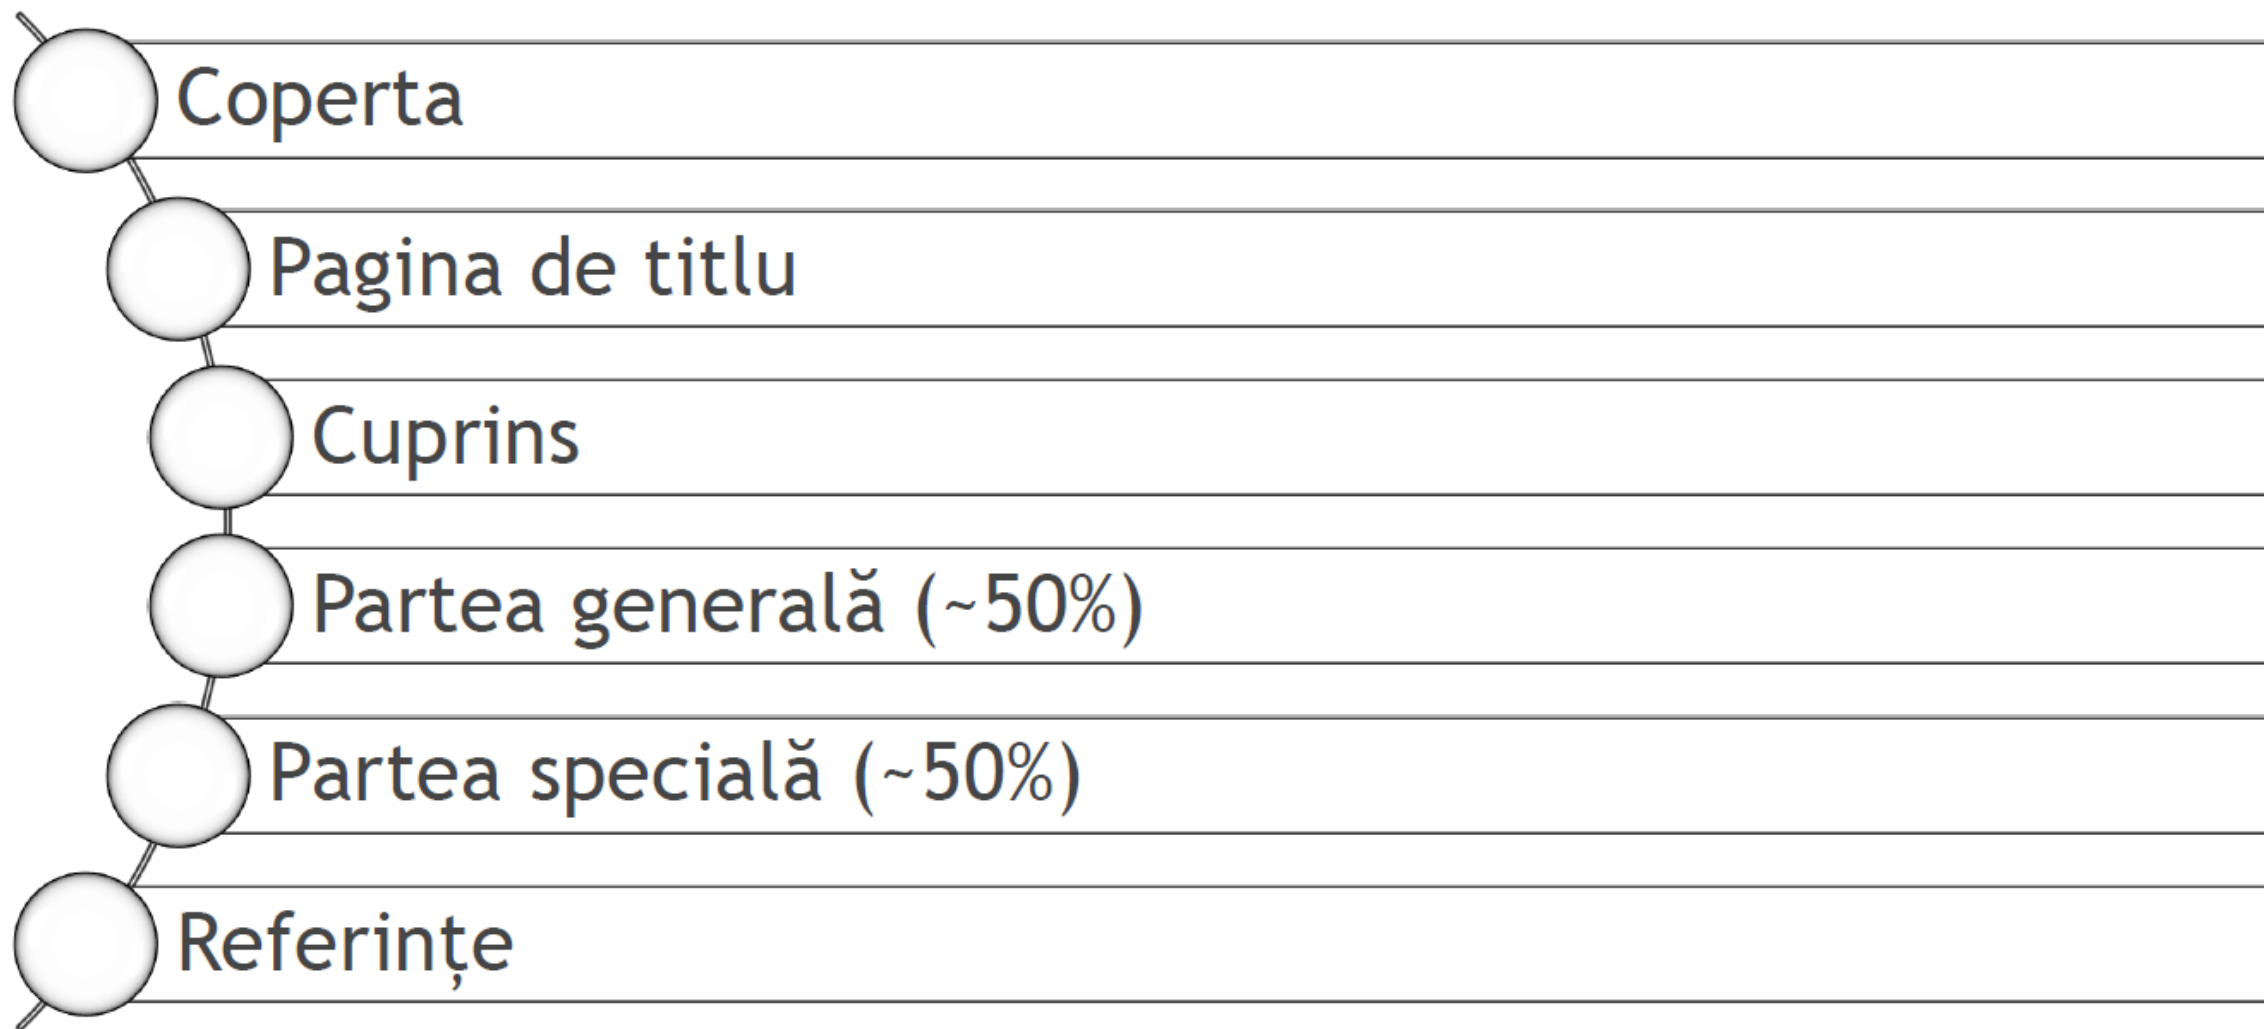 Coperta
Pagina de titlu
Cuprins
Partea generală (~50%)
Partea specială (~50%)
Referințe